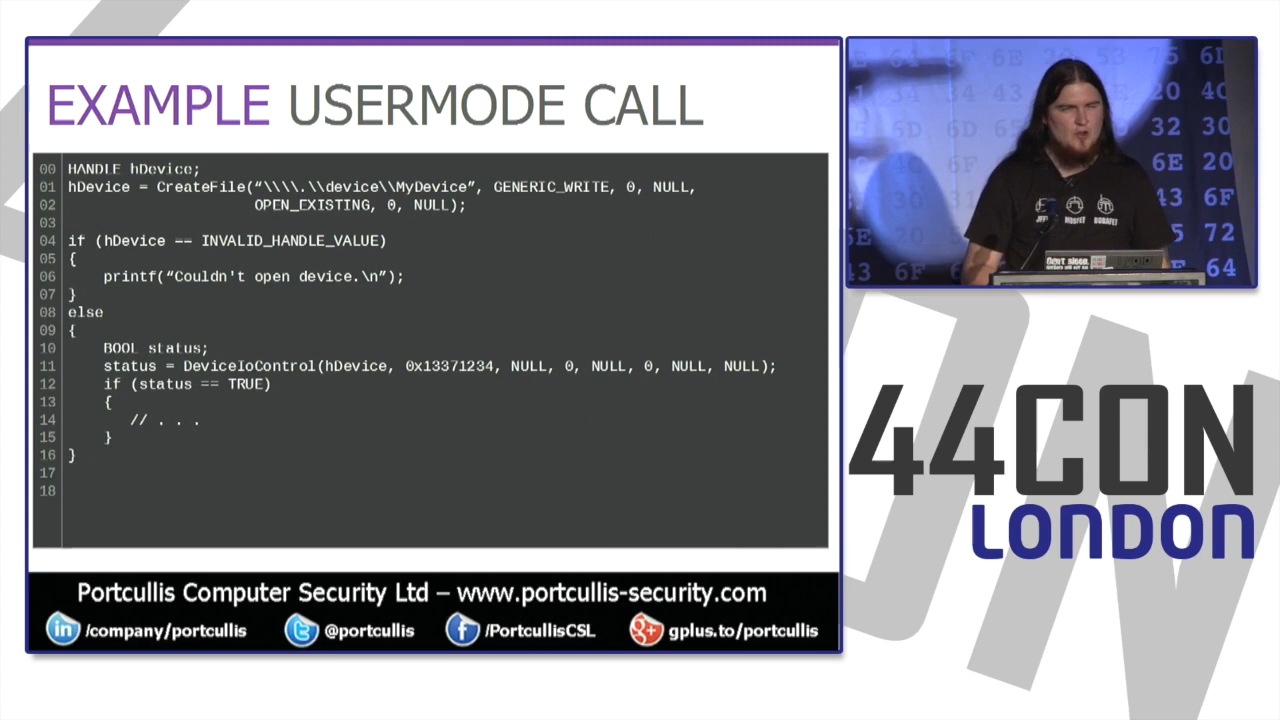 EXAMPLE USERMODE CALL
00 HANDLE hDevice;
01 hDevice = CreateFile(“\\\\.\\device\\MyDevice”, GENERIC_WRITE, 0, NULL,
02 OPEN_EXISTING, 0, NULL);
03
04 if (hDevice == INVALID_HANDLE_VALUE)
05 {
06 printf(“Couldn't open device.\n”);
07 }
08 else
09 {
10 BOOL status;
11 status = DeviceIoControl(hDevice, 0x13371234, NULL, 0, NULL, 0, NULL, NULL);
12 if (status == TRUE)
13 {
14 // . . .
15 }
16 }
17
18
Portcullis Computer Security Ltd – www.portcullis-security.com
in /company/portcullis @portcullis f /PortcullisCSL g+ gplus.to/portcullis
MOSFET BOBAFET
44CON
LONDON